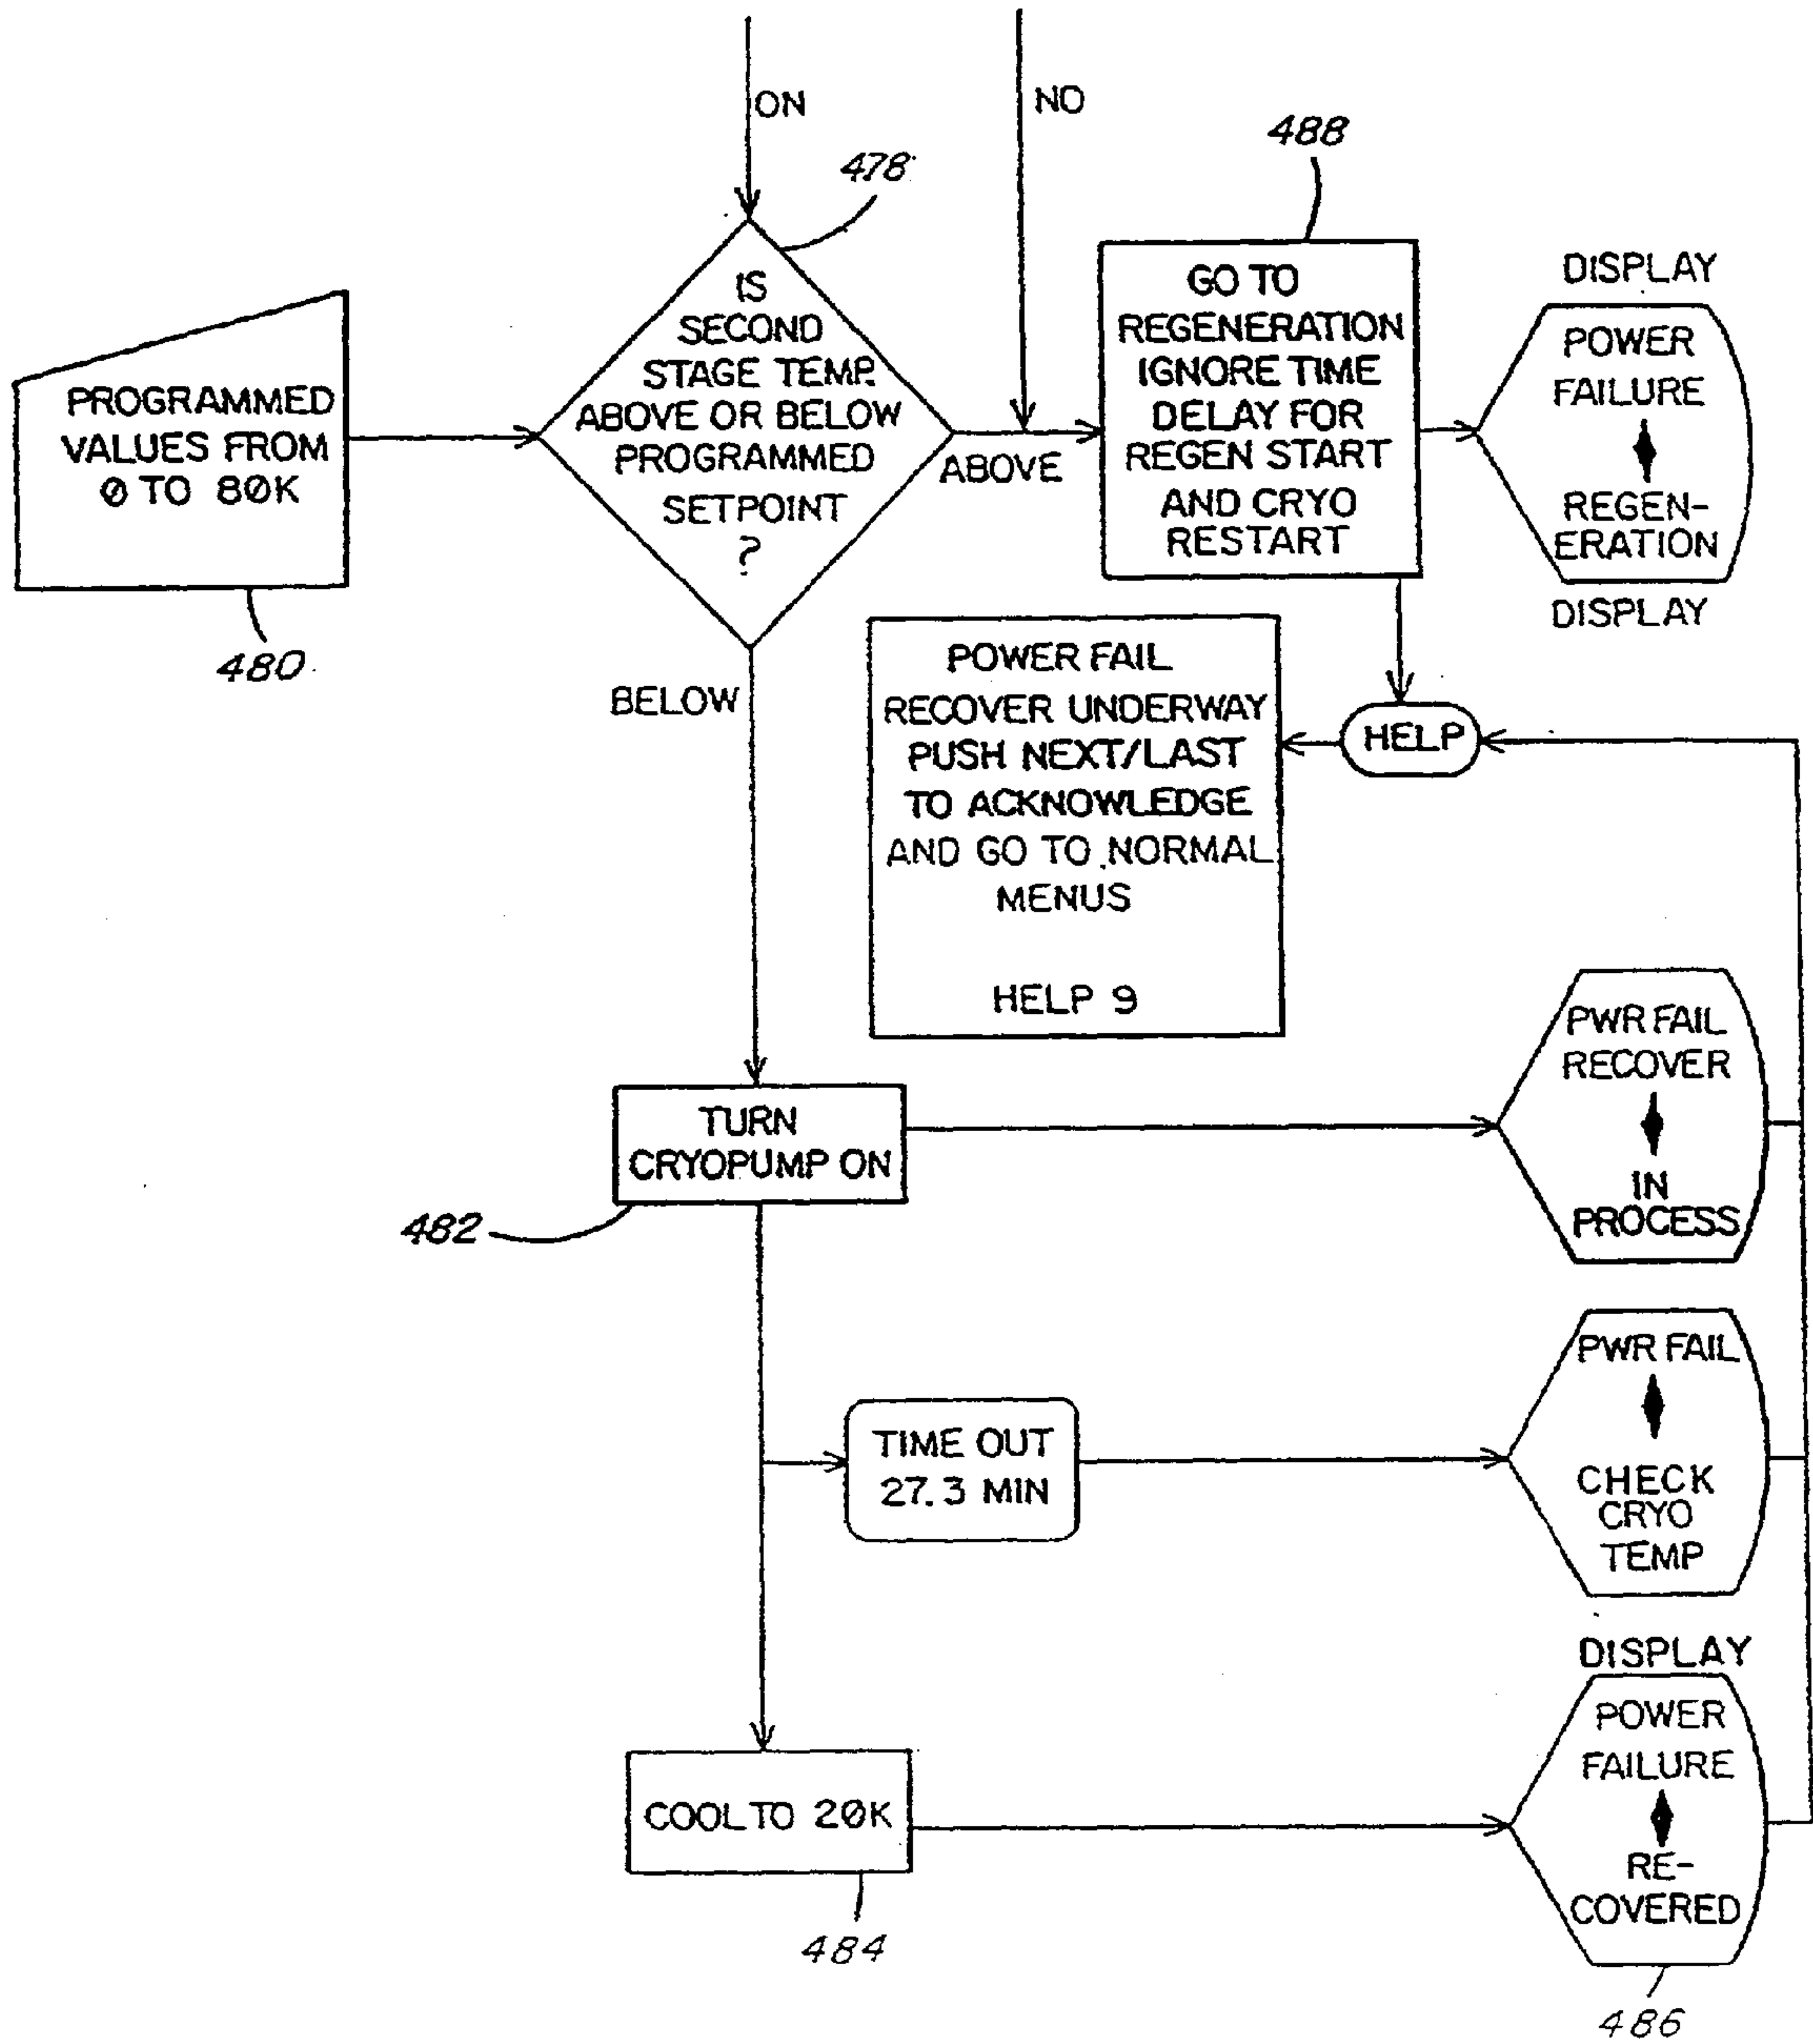 ON
NO
478
488
IS
SECOND
STAGE TEMP.
ABOVE OR BELOW
PROGRAMMED
SETPOINT
?
PROGRAMMED
VALUES FROM
0 TO 80K
480
ABOVE
BELOW
GO TO
REGENERATION
IGNORE TIME
DELAY FOR
REGEN START
AND CRYO
RESTART
DISPLAY
POWER
FAILURE
REGEN-
ERATION
DISPLAY
HELP
POWER FAIL
RECOVER UNDERWAY
PUSH NEXT/LAST
TO ACKNOWLEDGE
AND GO TO NORMAL
MENUS
HELP 9
TURN
CRYOPUMP ON
482
PWR FAIL
RECOVER
IN
PROCESS
TIME OUT
27.3 MIN
PWR FAIL
CHECK
CRYO
TEMP
COOL TO 20K
484
DISPLAY
POWER
FAILURE
RE-
COVERED
486